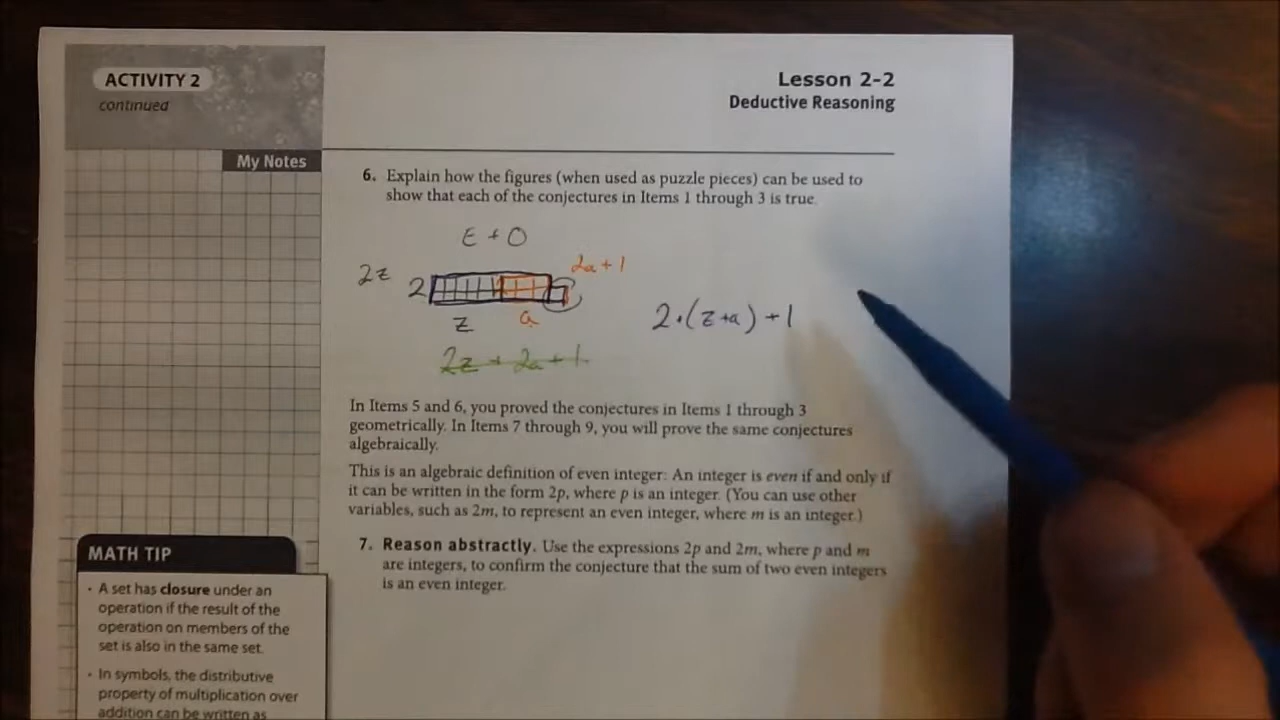 ACTIVITY 2
continued
Lesson 2-2
Deductive Reasoning
My Notes
6. Explain how the figures (when used as puzzle pieces) can be used to
show that each of the conjectures in Items 1 through 3 is true.
E + O
2z
2
2a + 1
z
a
2·(z+a)+1
2z + 2a + 1
In Items 5 and 6, you proved the conjectures in Items 1 through 3
geometrically. In Items 7 through 9, you will prove the same conjectures
algebraically.
This is an algebraic definition of even integer: An integer is even if and only if
it can be written in the form 2p, where p is an integer. (You can use other
variables, such as 2m, to represent an even integer, where m is an integer.)
7. Reason abstractly. Use the expressions 2p and 2m, where p and m
are integers, to confirm the conjecture that the sum of two even integers
is an even integer.
MATH TIP
• A set has closure under an
operation if the result of the
operation on members of the
set is also in the same set.
• In symbols, the distributive
property of multiplication over
addition can be written as